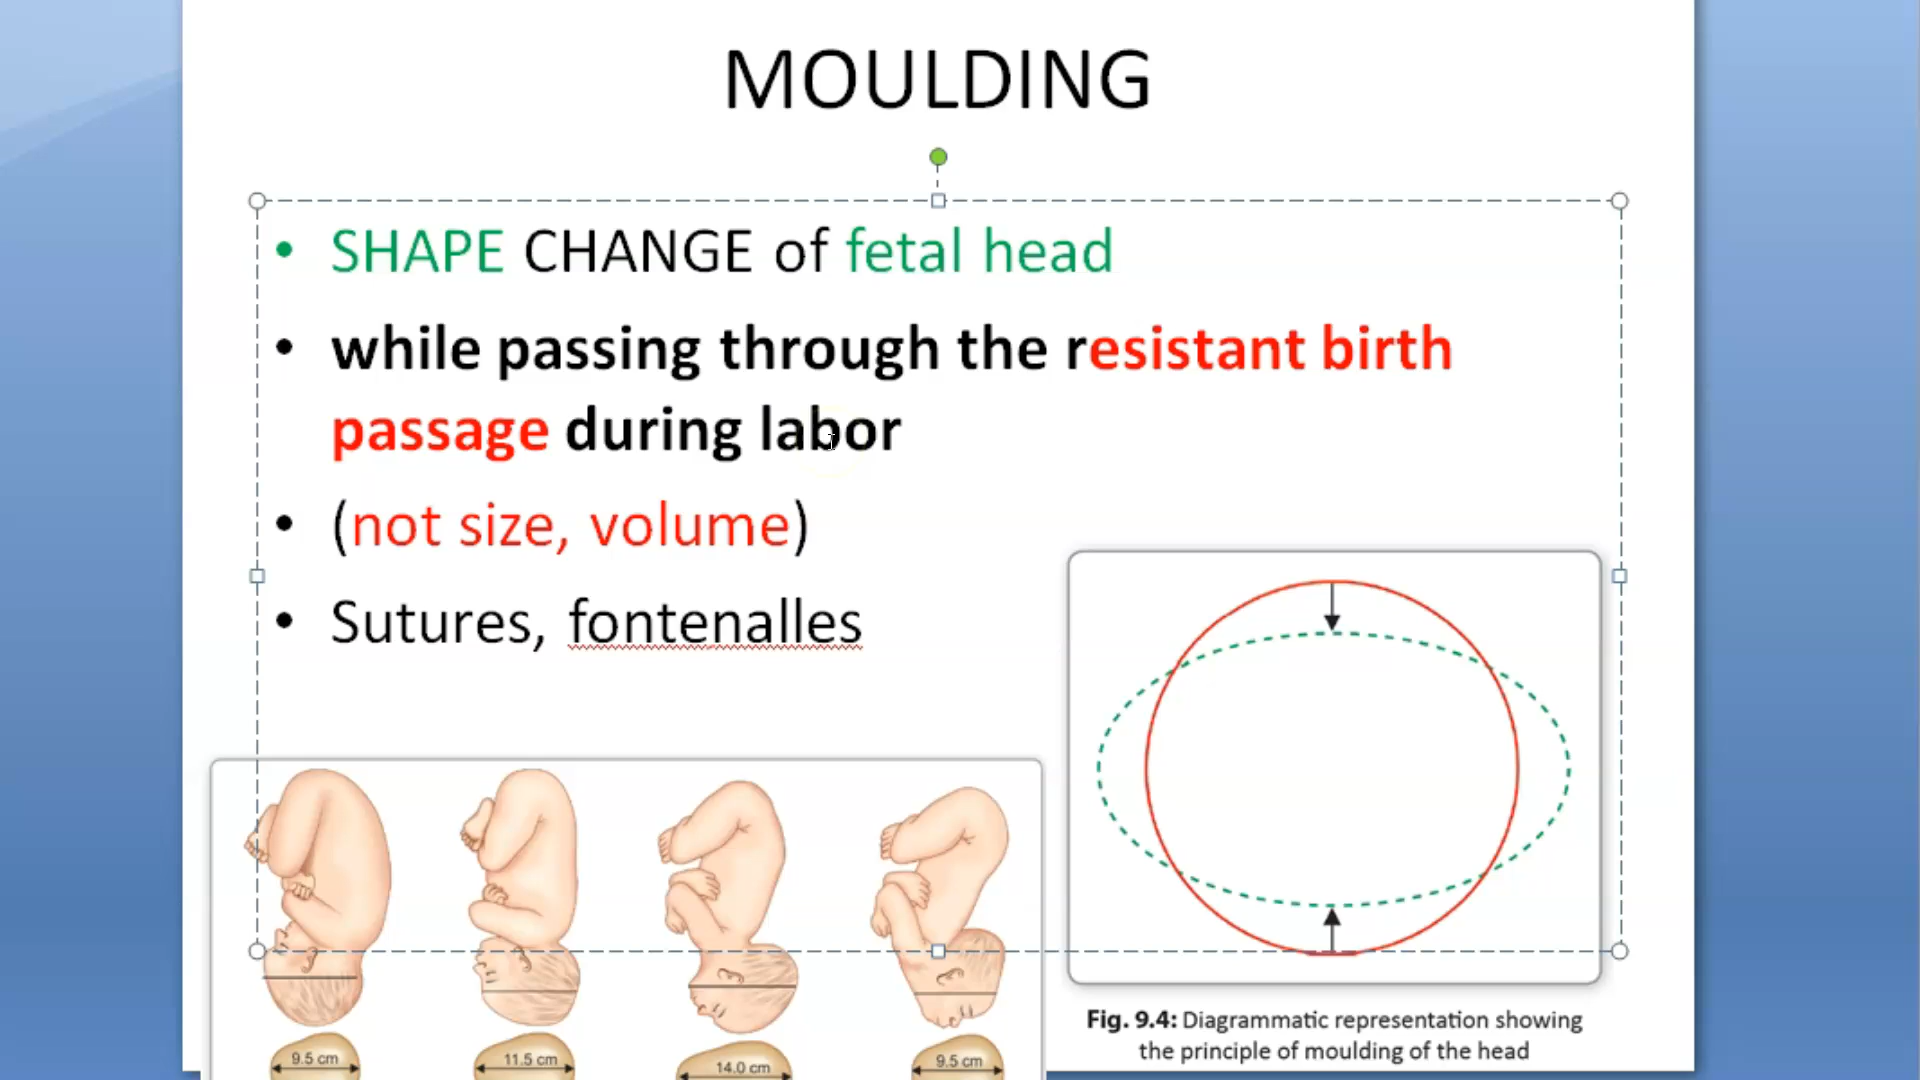 MOULDING
• SHAPE CHANGE of fetal head
• while passing through the resistant birth
passage during labor
• (not size, volume)
• Sutures, fontenalles
9.5 cm
11.5 cm
14.0 cm
9.5 cm
Fig. 9.4: Diagrammatic representation showing
the principle of moulding of the head